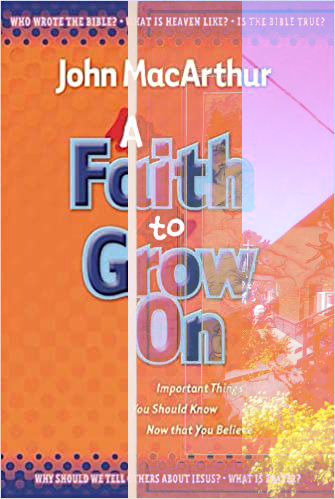 WHO WROTE THE BIBLE? • WHAT IS HEAVEN LIKE? • IS THE BIBLE TRUE?
John MacArthur
A
Faith
to
Grow
On
Important Things
You Should Know
Now that You Believe
WHY SHOULD WE TELL OTHERS ABOUT JESUS? • WHAT IS EASTER?